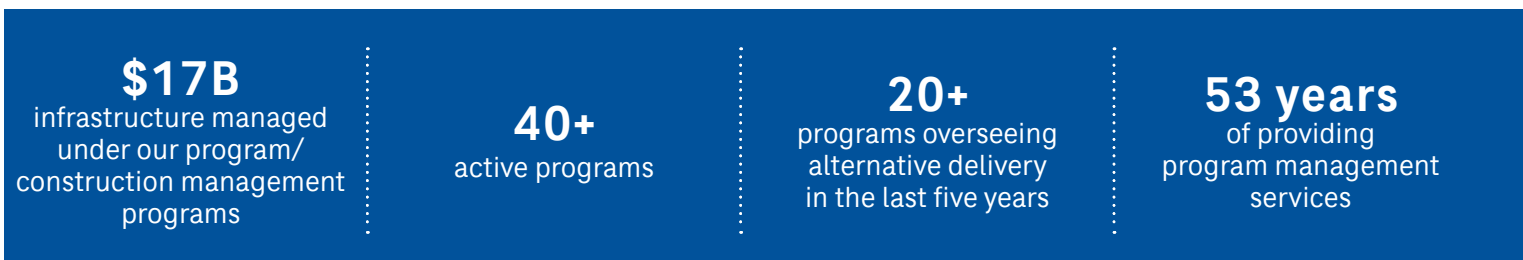 $17B
infrastructure managed
under our program/
construction management
programs
40+
active programs
20+
programs overseeing
alternative delivery
in the last five years
53 years
of providing
program management
services